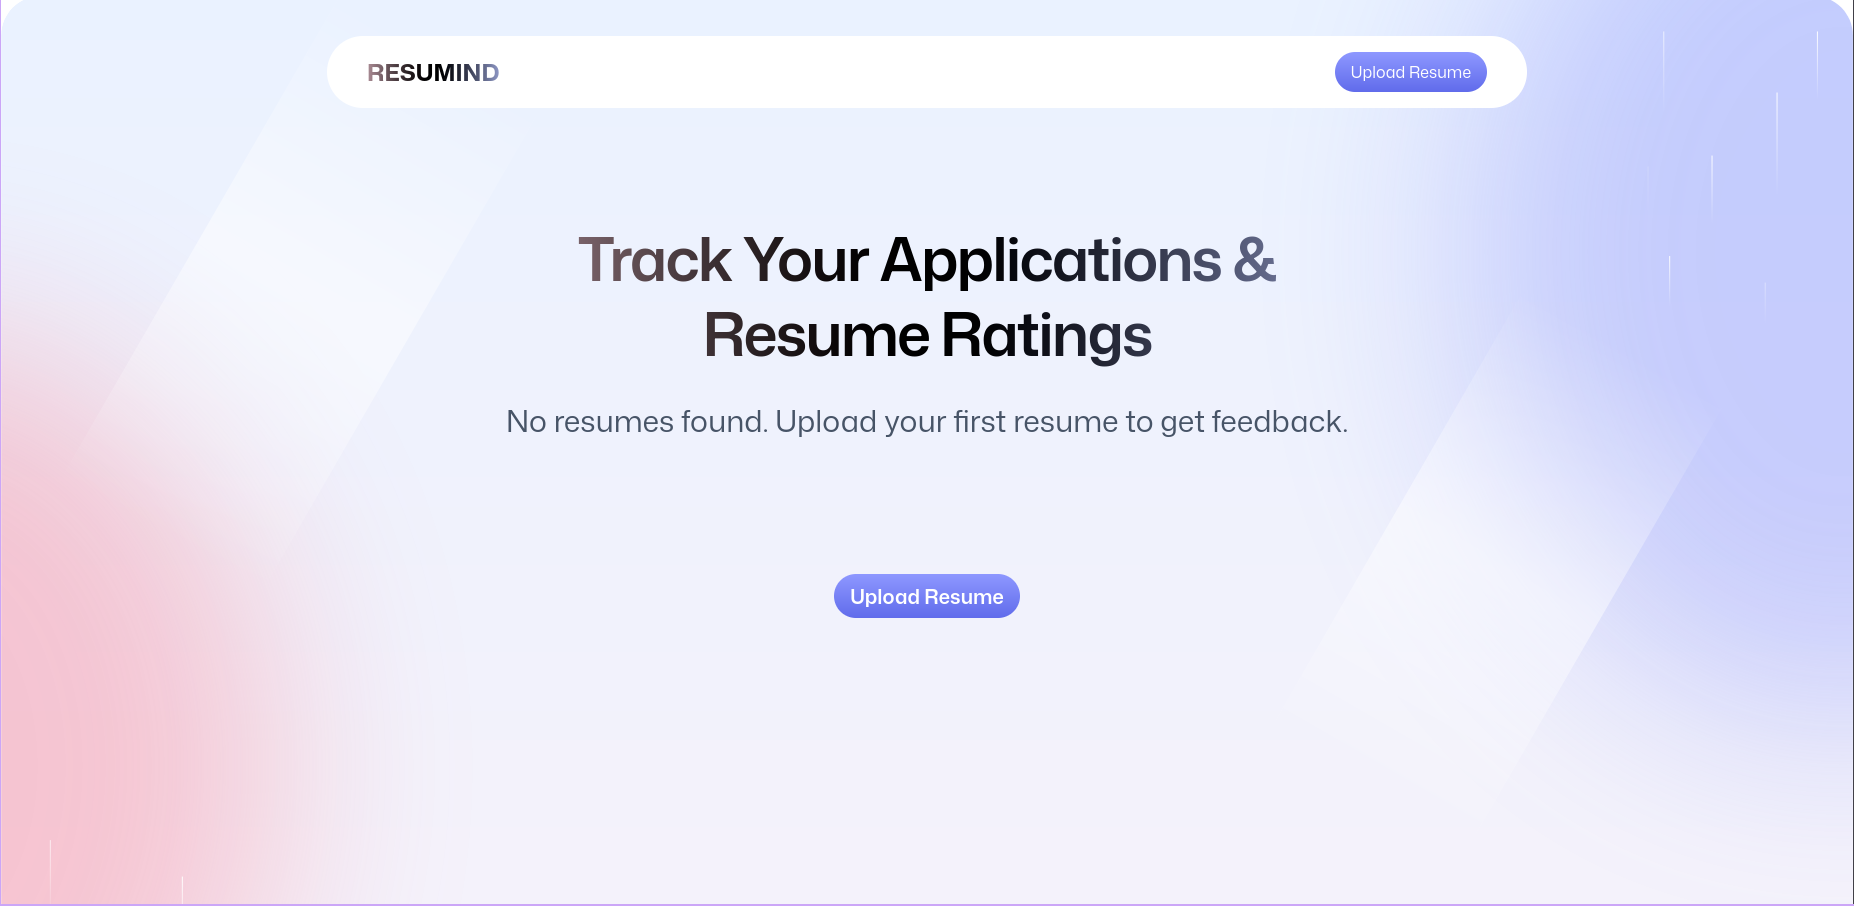 RESUMIND
Upload Resume
Track Your Applications &
Resume Ratings
No resumes found. Upload your first resume to get feedback.
Upload Resume